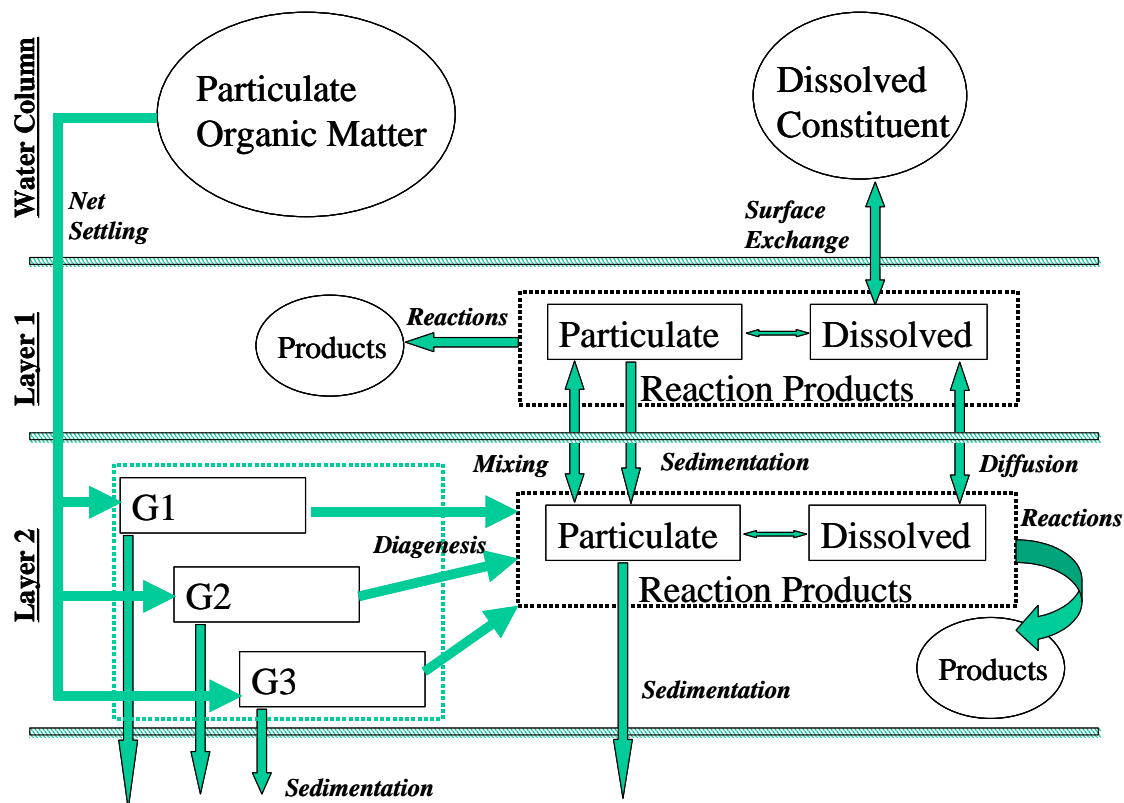 Water Column
Particulate
Organic Matter
Dissolved
Constituent
Net
Settling
Surface
Exchange
Layer 1
Products
Reactions
Particulate
Dissolved
Reaction Products
Mixing
Sedimentation
Diffusion
Layer 2
G1
G2
G3
Diagenesis
Particulate
Dissolved
Reaction Products
Reactions
Products
Sedimentation
Sedimentation